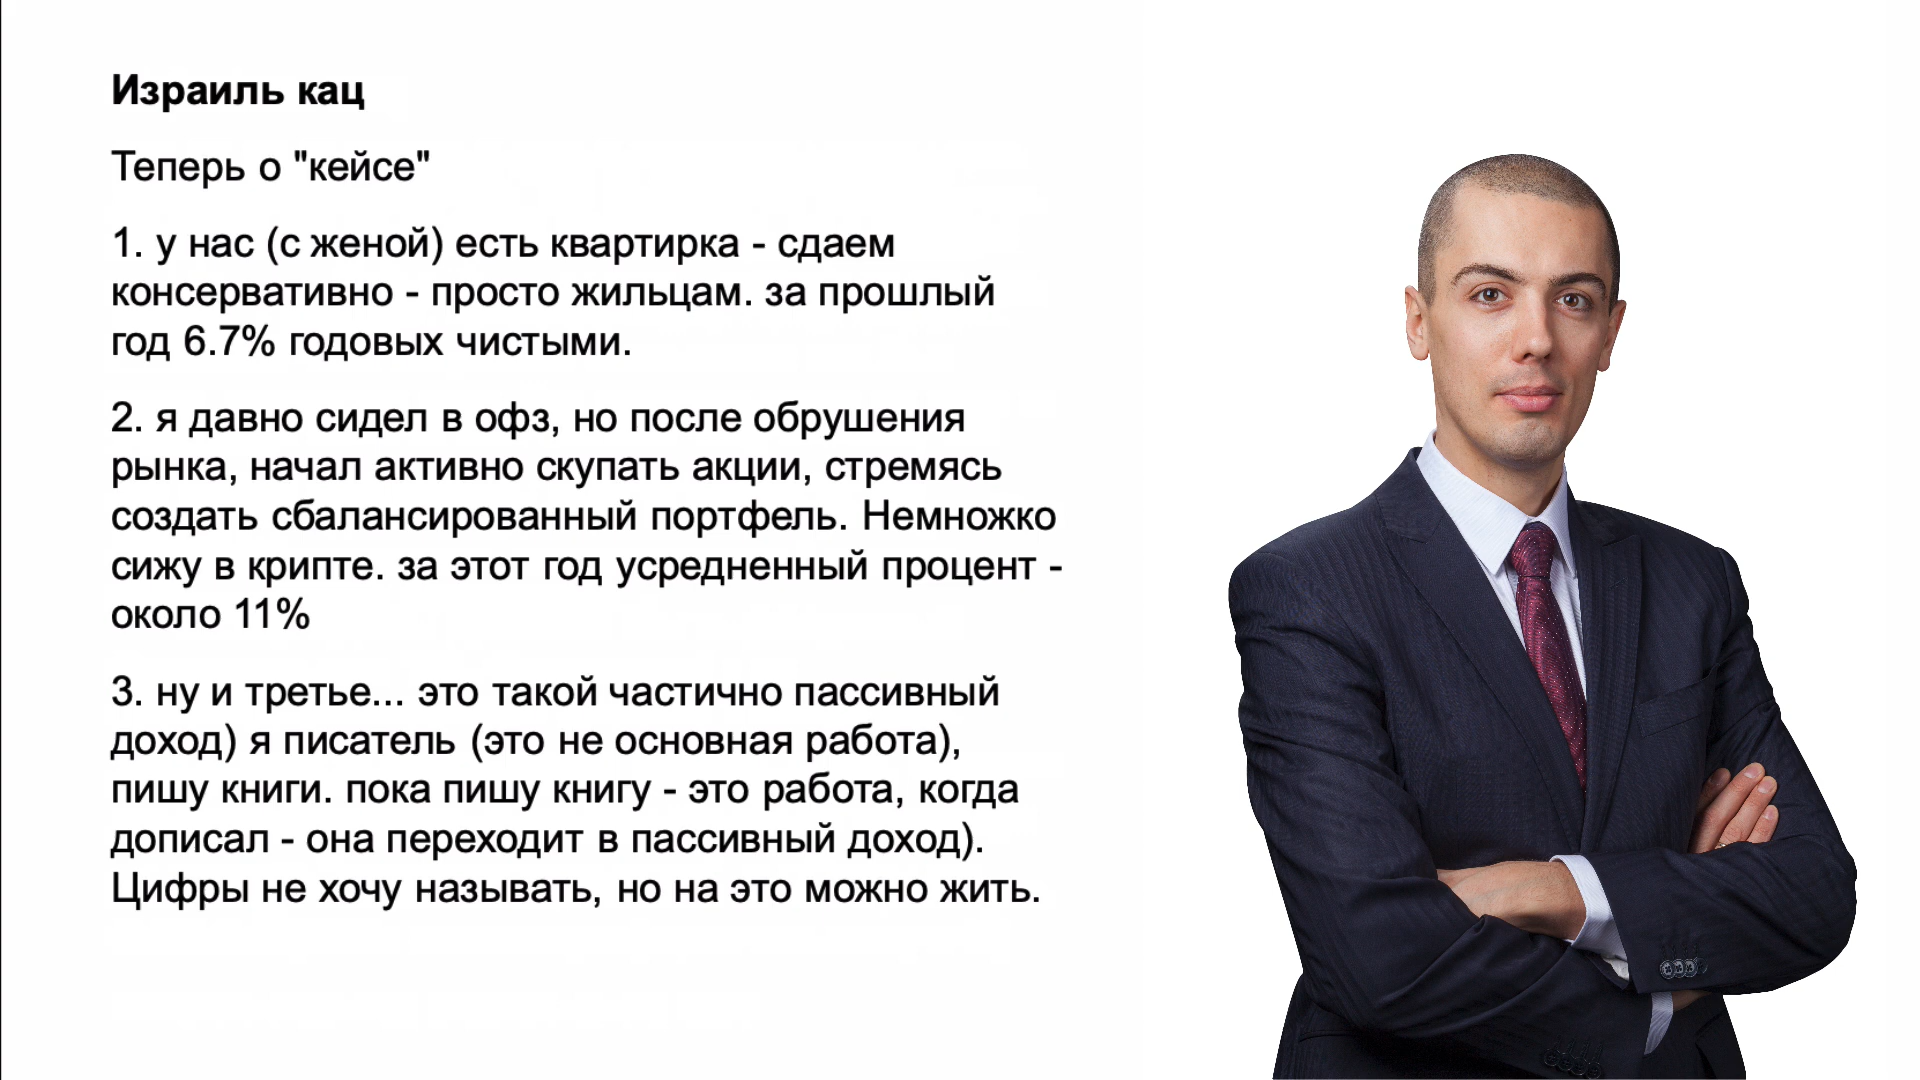 Израиль кац
Теперь о "кейсе"
1. у нас (с женой) есть квартирка - сдаем
консервативно - просто жильцам. за прошлый
год 6.7% годовых чистыми.
2. я давно сидел в офз, но после обрушения
рынка, начал активно скупать акции, стремясь
создать сбалансированный портфель. Немножко
сижу в крипте. за этот год усредненный процент -
около 11%
3. ну и третье... это такой частично пассивный
доход) я писатель (это не основная работа),
пишу книги. пока пишу книгу - это работа, когда
дописал - она переходит в пассивный доход).
Цифры не хочу называть, но на это можно жить.